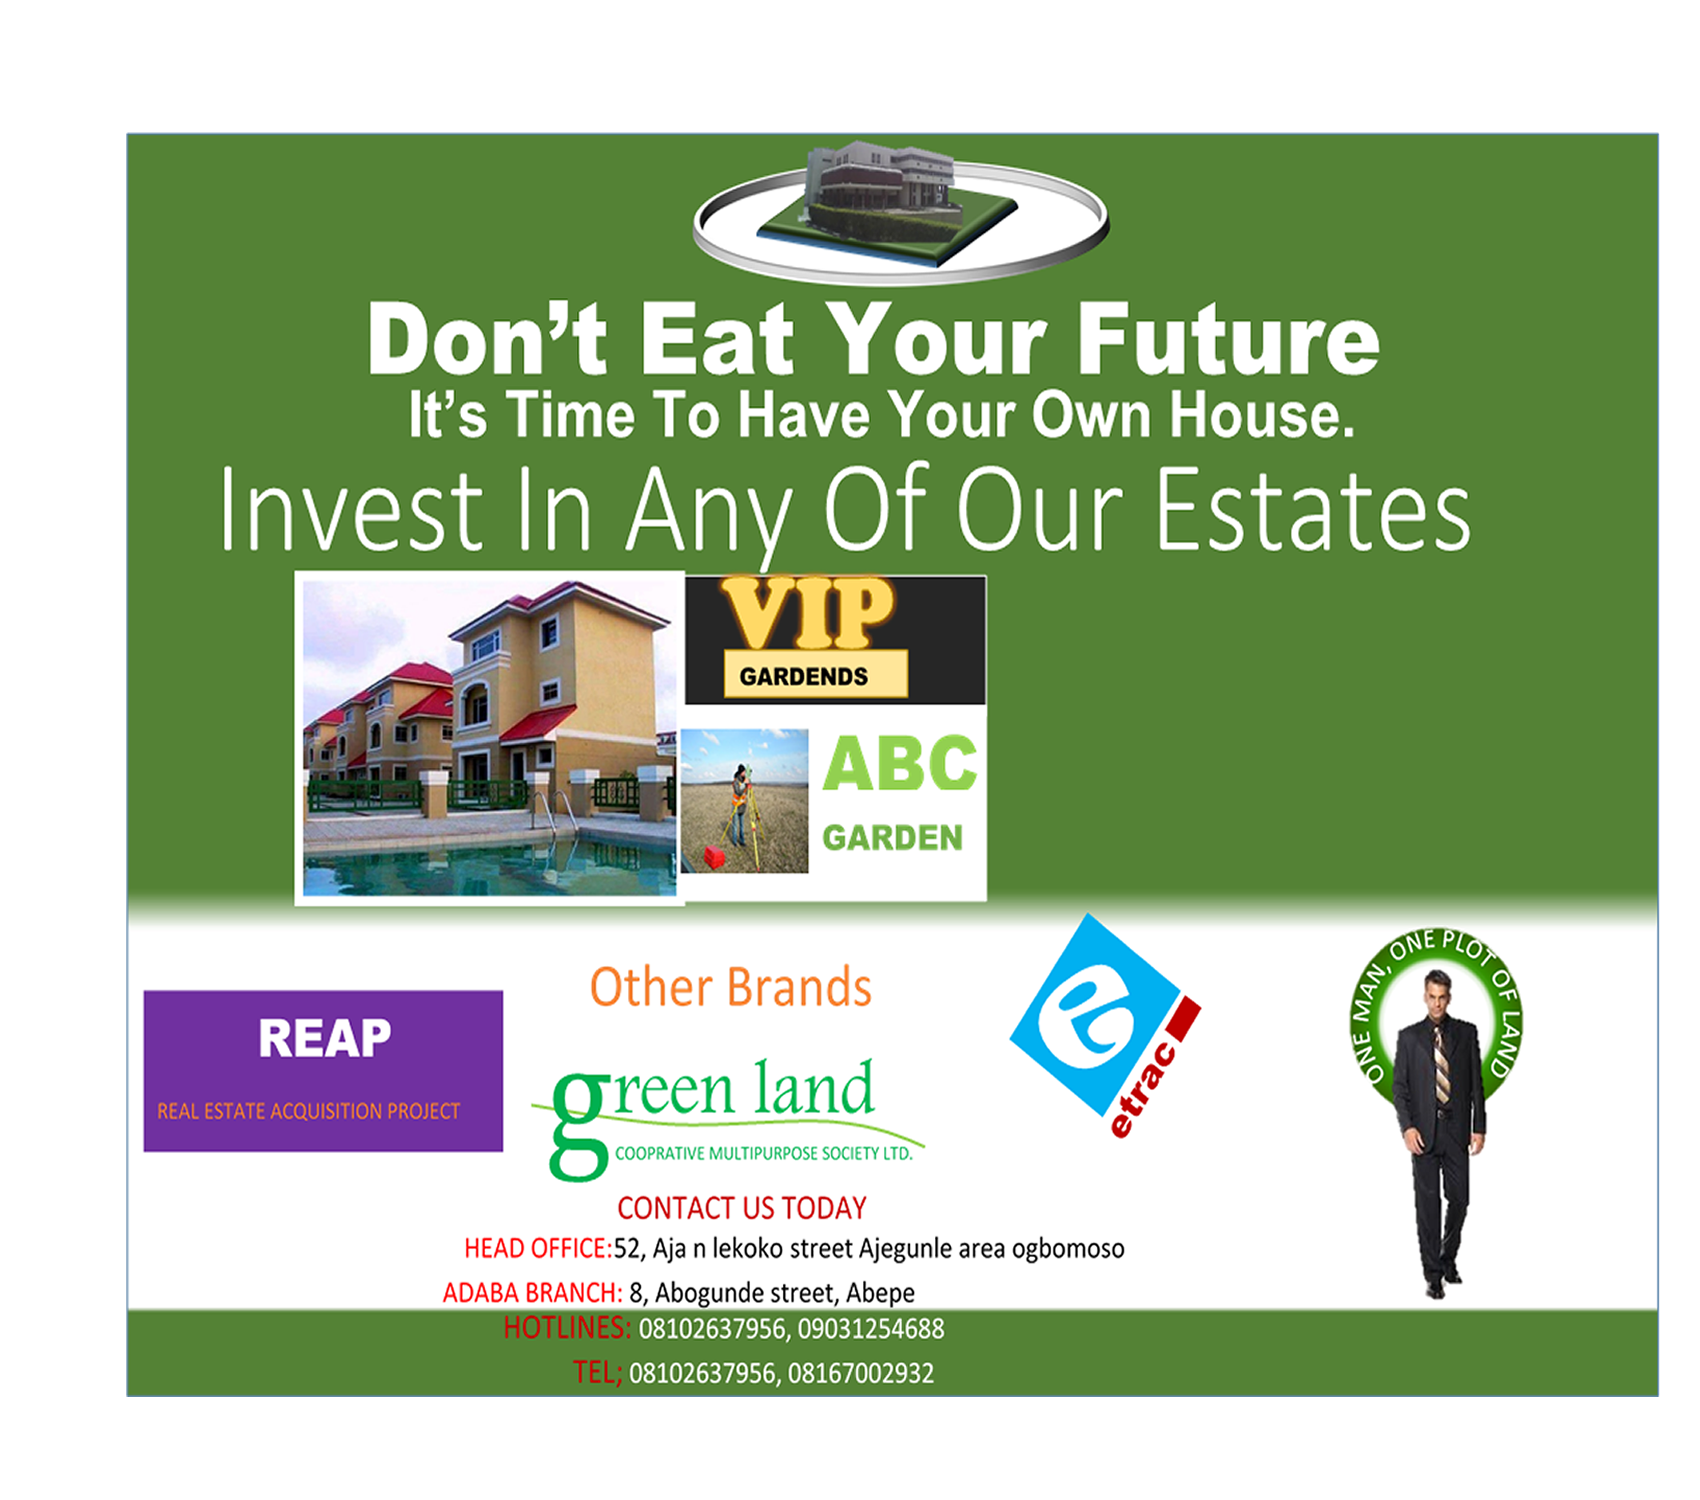 Don't Eat Your Future
It's Time To Have Your Own House.
Invest In Any Of Our Estates
VIP
GARDENDS
ABC
GARDEN
Other Brands
REAP
REAL ESTATE ACQUISITION PROJECT
green land
COOPRATIVE MULTIPURPOSE SOCIETY LTD.
e
etrac
ONE MAN, ONE PLOT OF LAND
CONTACT US TODAY
HEAD OFFICE:52, Aja n lekoko street Ajegunle area ogbomoso
ADABA BRANCH: 8, Abogunde street, Abepe
HOTLINES: 08102637956, 09031254688
TEL; 08102637956, 08167002932